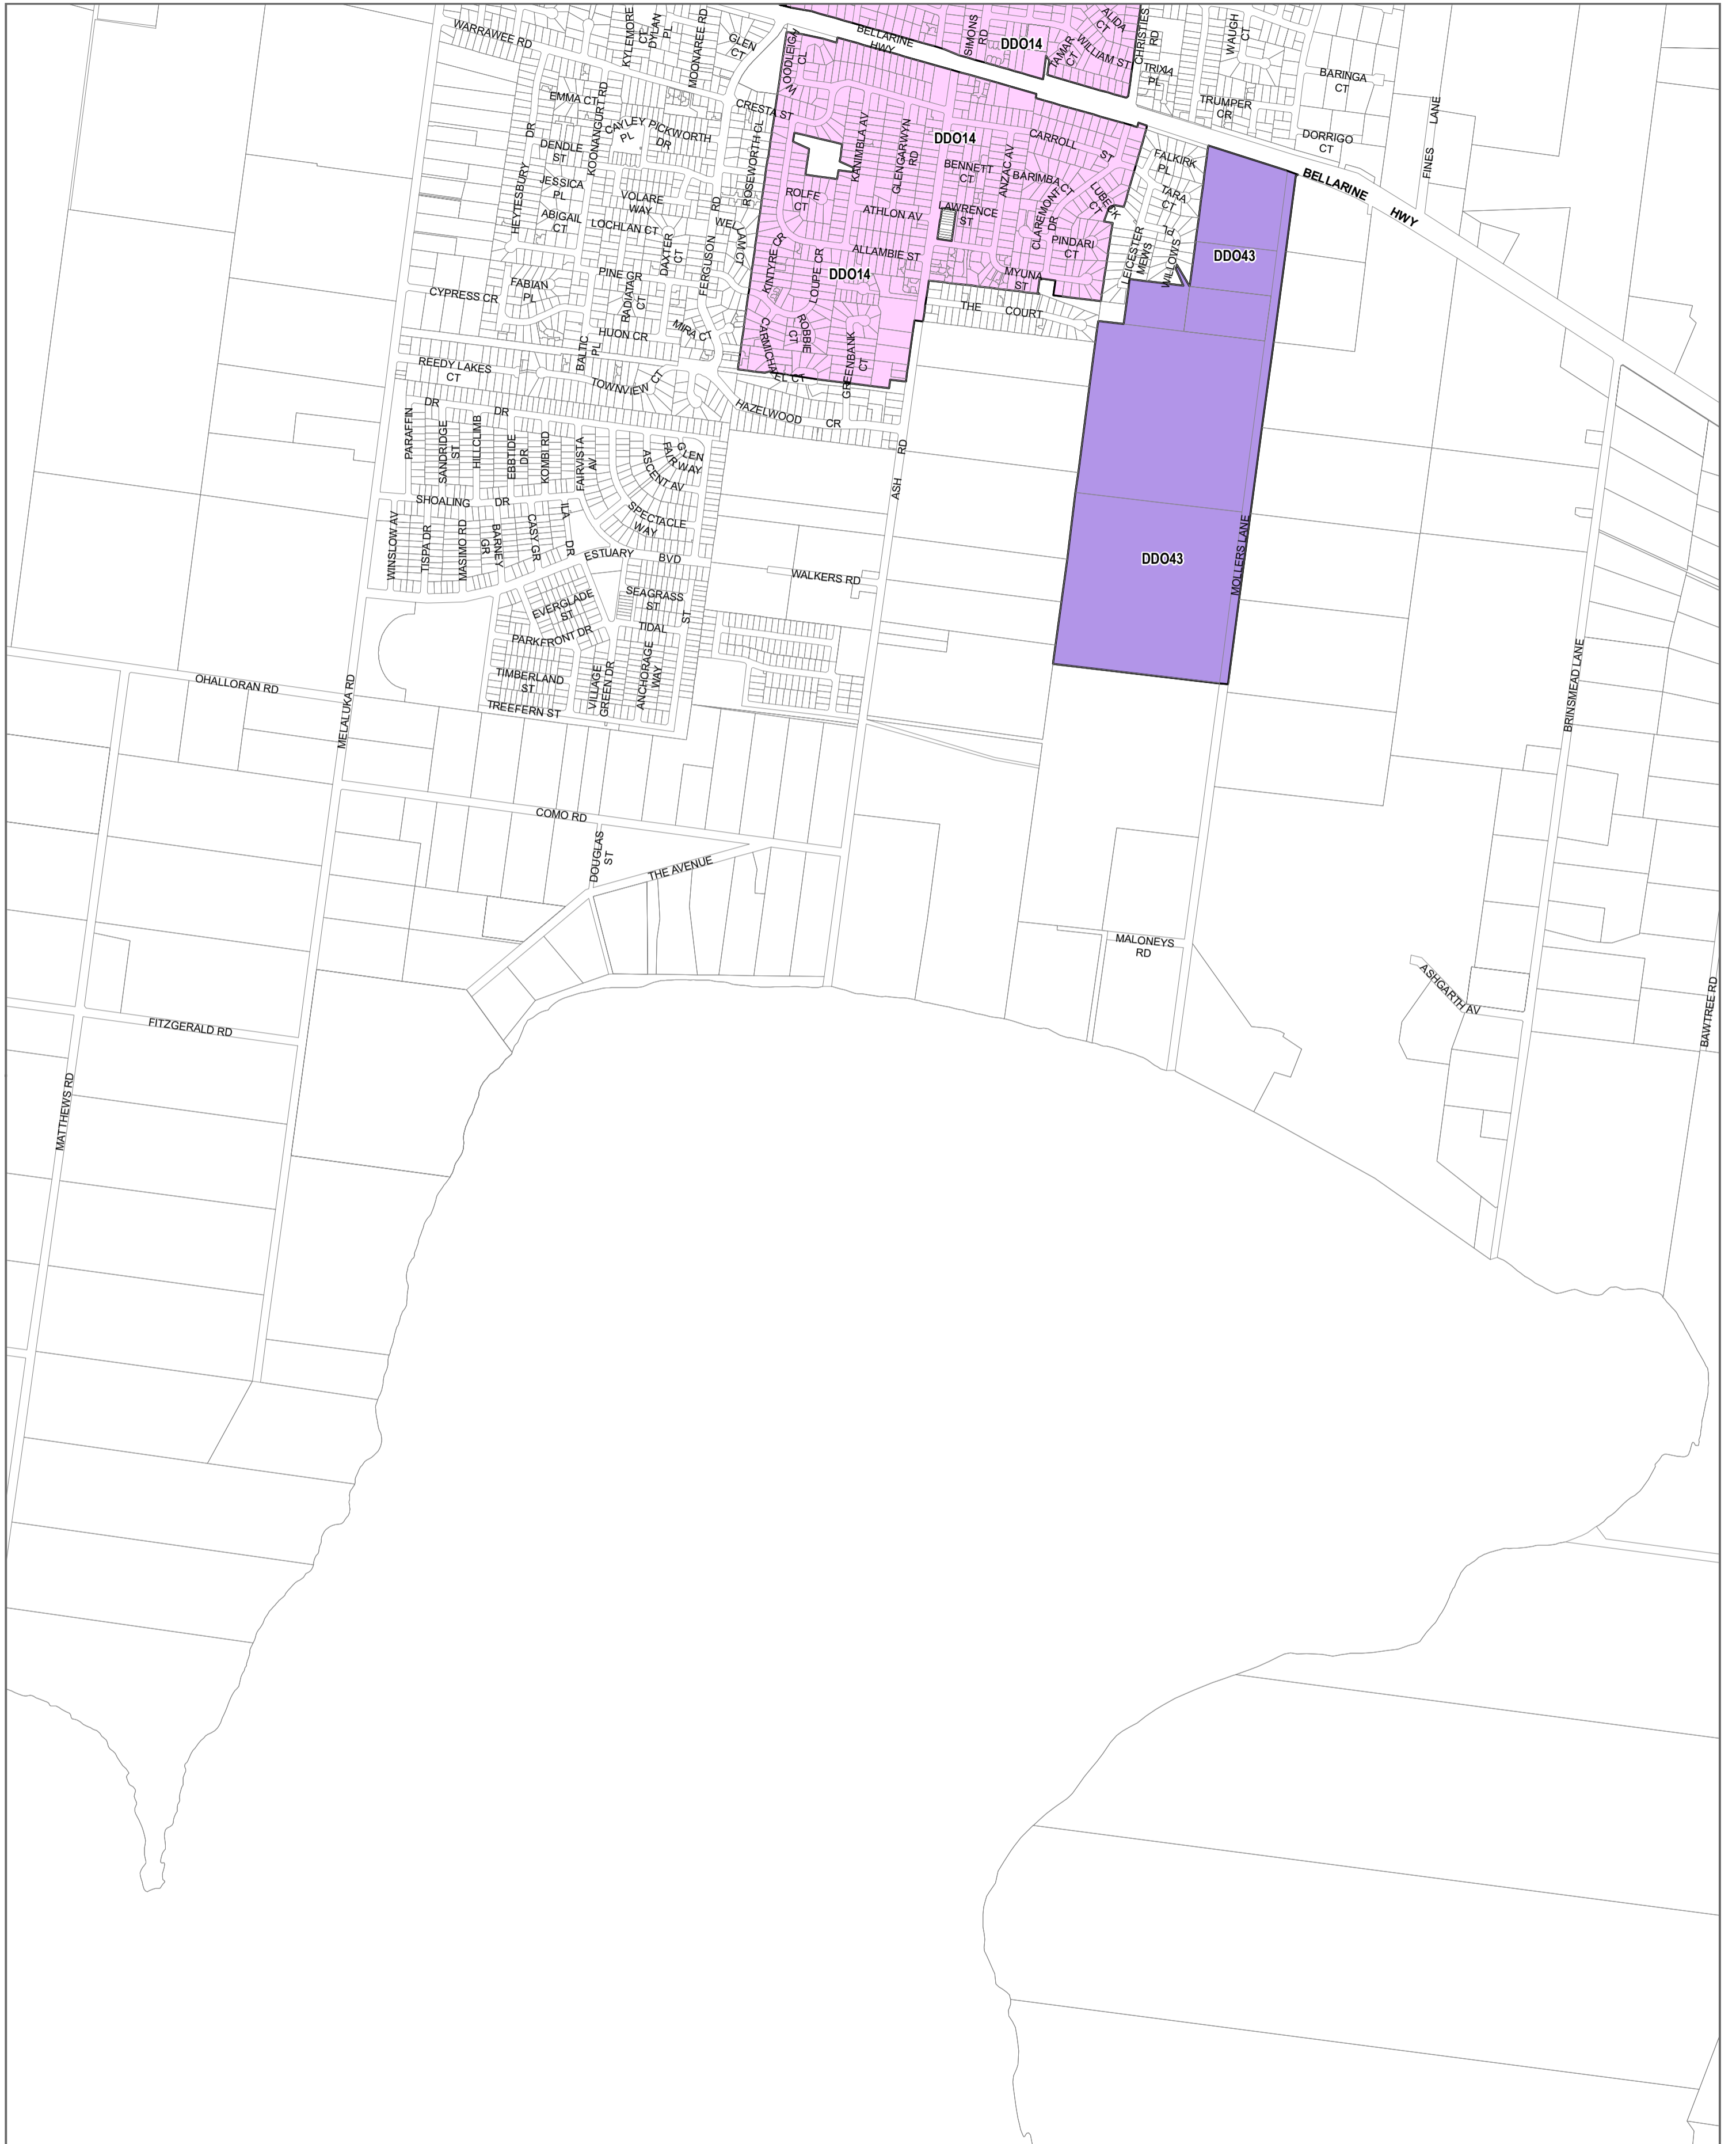 WARRAWEE RD
KYLEMORE
CT
DYLAN
PL
MOONAREE RD
GLEN
CT
WOODLEIGH
CL
BELLARINE
HWY
SIMONS
RD
DDO14
ALIDA
CT
TAMAR
CT
WILLIAM ST
CHRISTIES
RD
TRIXIA
PL
WAUGH
CT
BARINGA
CT
TRUMPER
CR
DORRIGO
CT
FINES LANE
EMMA CT
KOONANGURT RD
CAYLEY
PL
PICKWORTH
DR
CRESTA ST
ROSEWORTH CL
KANIMBLA AV
GLENGARWYN
RD
DDO14
CARROLL ST
BENNETT
CT
ANZAC AV
BARIMBA CT
LUBECK
CT
FALKIRK
PL
TARA
CT
BELLARINE HWY
HEYTESBURY DR
DENDLE
ST
JESSICA
PL
ABIGAIL
CT
VOLARE
WAY
LOCHLAN CT
DAXTER
CT
FERGUSON RD
WELLAM CT
ROLFE
CT
ATHLON AV
LAWRENCE
ST
CLAREMONT
DR
PINDARI
CT
LEICESTER
MEWS
WILLOWS PL
DDO43
KINTYRE CR
LOUPE CR
ALLAMBIE ST
DDO14
MYUNA
ST
THE COURT
CYPRESS CR
FABIAN
PL
PINE GR
RADIATA
CT
HUON CR
MIRA CT
BALTIC
PL
CARMICHAEL CT
ROBBIE
CT
GREENBANK
CT
REEDY LAKES
CT
TOWNVIEW CT
HAZELWOOD CR
PARAFFIN DR
SANDRIDGE
ST
HILLCLIMB DR
EBBTIDE
DR
KOMBI RD
FAIRVISTA
AV
ASCENT AV
GLEN
FAIRWAY
ASH RD
SHOALING DR
SPECTACLE
WAY
WINSLOW AV
TISPA DR
MASIMO RD
BARNEY
GR
CASY GR
ILA DR
ESTUARY BVD
WALKERS RD
MOLLERS LANE
DDO43
SEAGRASS
ST
EVERGLADE
ST
TIDAL ST
PARKFRONT DR
ANCHORAGE
WAY
VILLAGE
GREEN DR
TIMBERLAND
ST
TREEFERN ST
OHALLORAN RD
MELALUKA RD
BRINSMEAD LANE
COMO RD
DOUGLAS
ST
THE AVENUE
MALONEYS
RD
ASHGARTH AV
BAWTREE RD
FITZGERALD RD
MATTHEWS RD